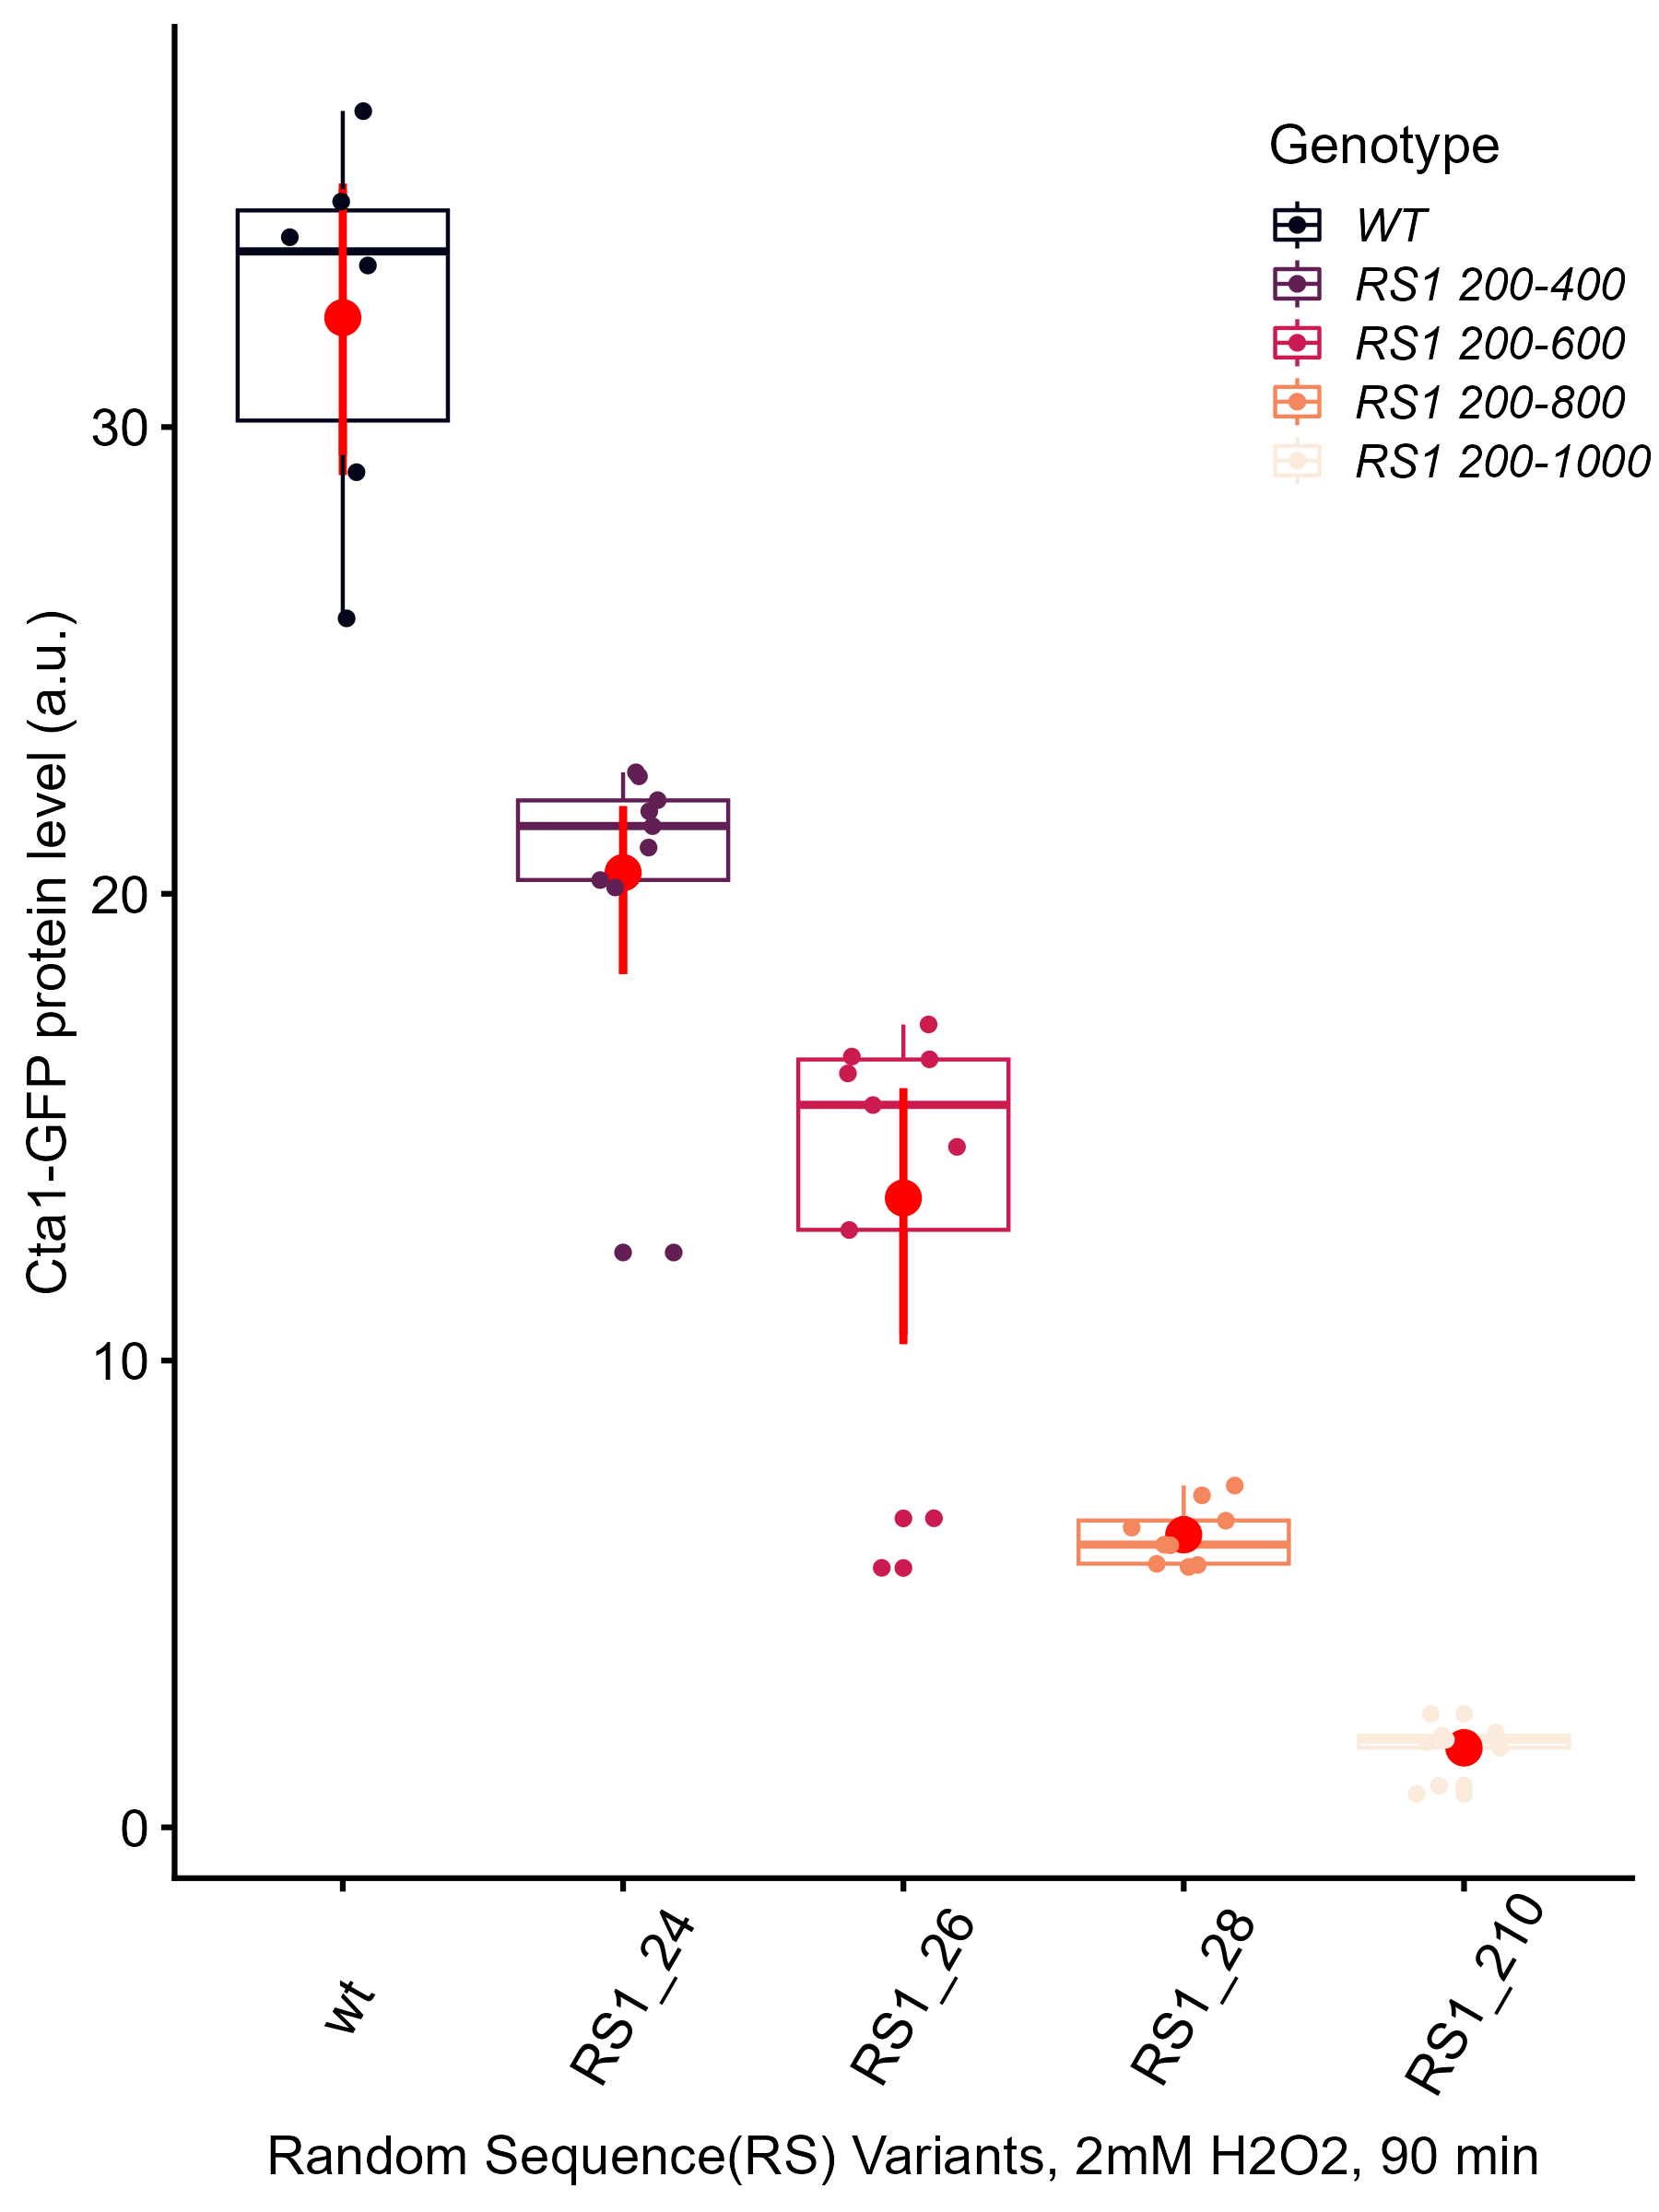 Genotype
WT
RS1 200-400
RS1 200-600
RS1 200-800
RS1 200-1000
30
20
10
0
Cta1-GFP protein level (a.u.)
wt
RS1_24
RS1_26
RS1_28
RS1_210
Random Sequence(RS) Variants, 2mM H2O2, 90 min